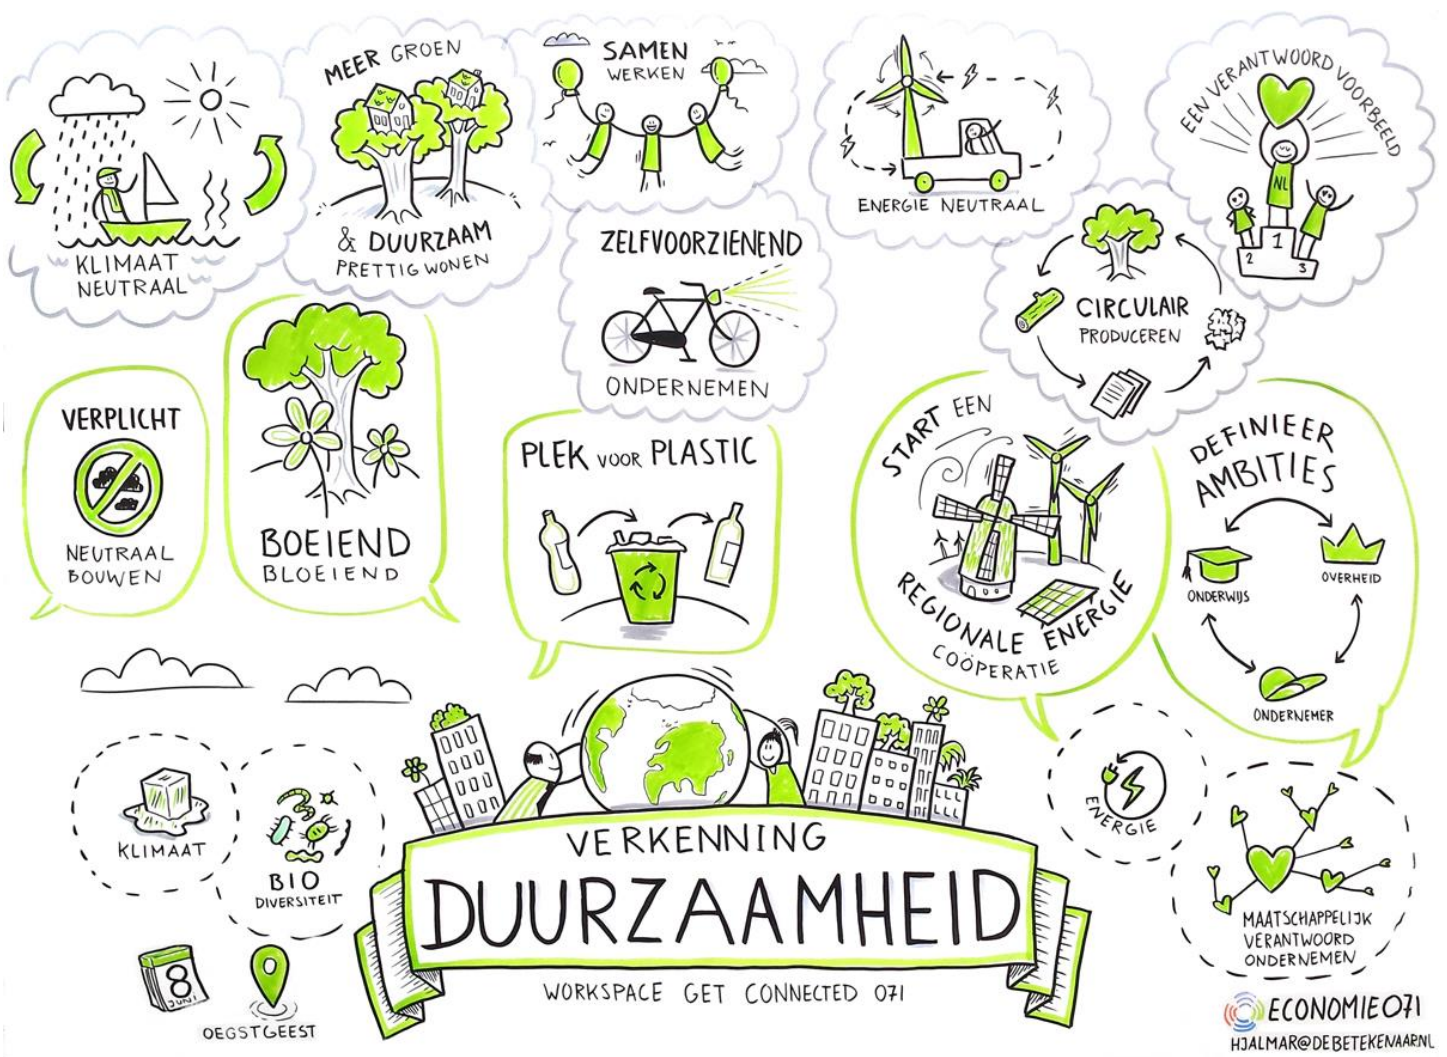 MEER GROEN
& DUURZAAM
PRETTIG WONEN
SAMEN
WERKEN
ENERGIE NEUTRAAL
EEN VERANTWOORD VOORBEELD
NL
1
2
3
KLIMAAT
NEUTRAAL
ZELFVOORZIENEND
ONDERNEMEN
CIRCULAIR
PRODUCEREN
VERPLICHT
NEUTRAAL
BOUWEN
BOEIEND
BLOEIEND
PLEK VOOR PLASTIC
START EEN
REGIONALE ENERGIE
COÖPERATIE
DEFINIEER
AMBITIES
ONDERWIJS
OVERHEID
ONDERNEMER
KLIMAAT
BIO
DIVERSITEIT
ENERGIE
MAATSCHAPPELIJK
VERANTWOORD
ONDERNEMEN
VERKENNING
DUURZAAMHEID
WORKSPACE GET CONNECTED 071
8
JUNI
OEGSTGEEST
ECONOMIE071
HJALMAR@DEBETEKENAAR.NL